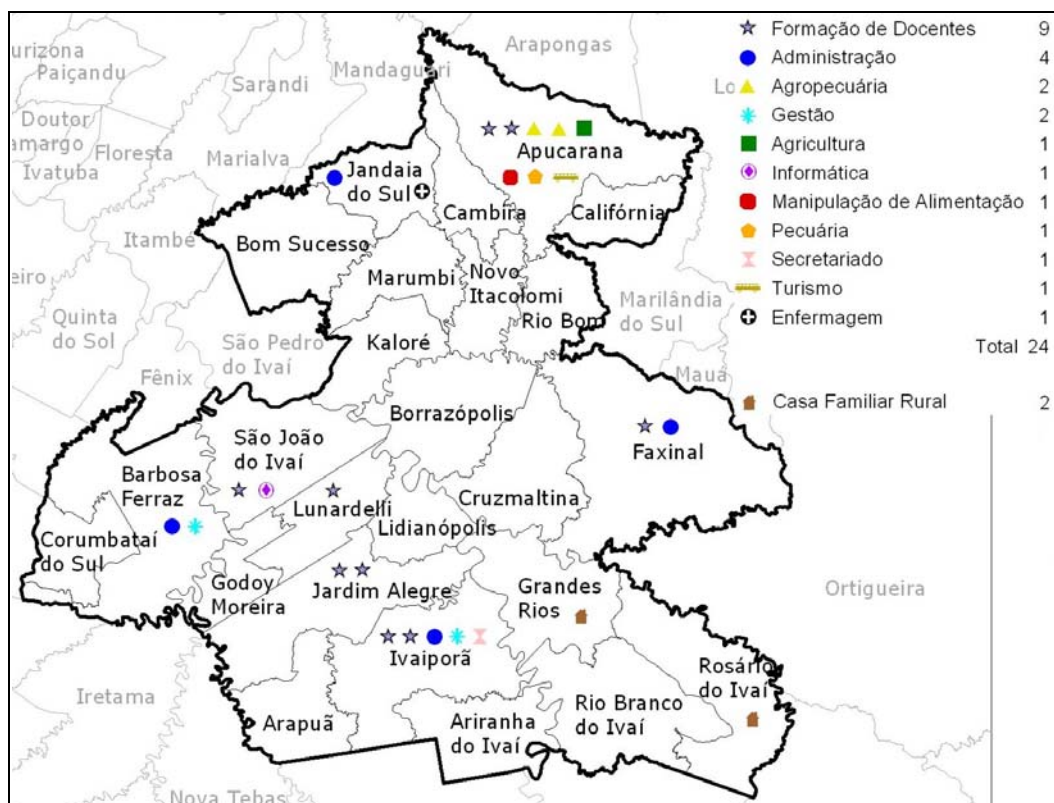 Arapongas
urizona
Paiçandu
Mandaguari
Sarandi
Doutor
amargo
Floresta
Ivatuba
Marialva
Itambé
eiro
Quinta
do Sol
São Pedro
do Ivaí
Fênix
Marilândia
do Sul
Mauá
Lo
Ortigueira
Iretama
Nova Tebas
Apucarana
Jandaia
do Sul
Cambira
Califórnia
Bom Sucesso
Marumbi
Novo
Itacolomi
Rio Bom
Kaloré
Borrazópolis
São João
do Ivaí
Faxinal
Barbosa
Ferraz
Lunardelli
Cruzmaltina
Lidianópolis
Corumbataí
do Sul
Godoy
Moreira
Jardim Alegre
Grandes
Rios
Ivaiporã
Rosário
do Ivaí
Rio Branco
do Ivaí
Arapuã
Ariranha
do Ivaí
Formação de Docentes 9
Administração 4
Agropecuária 2
Gestão 2
Agricultura 1
Informática 1
Manipulação de Alimentação 1
Pecuária 1
Secretariado 1
Turismo 1
Enfermagem 1
Total 24
Casa Familiar Rural 2